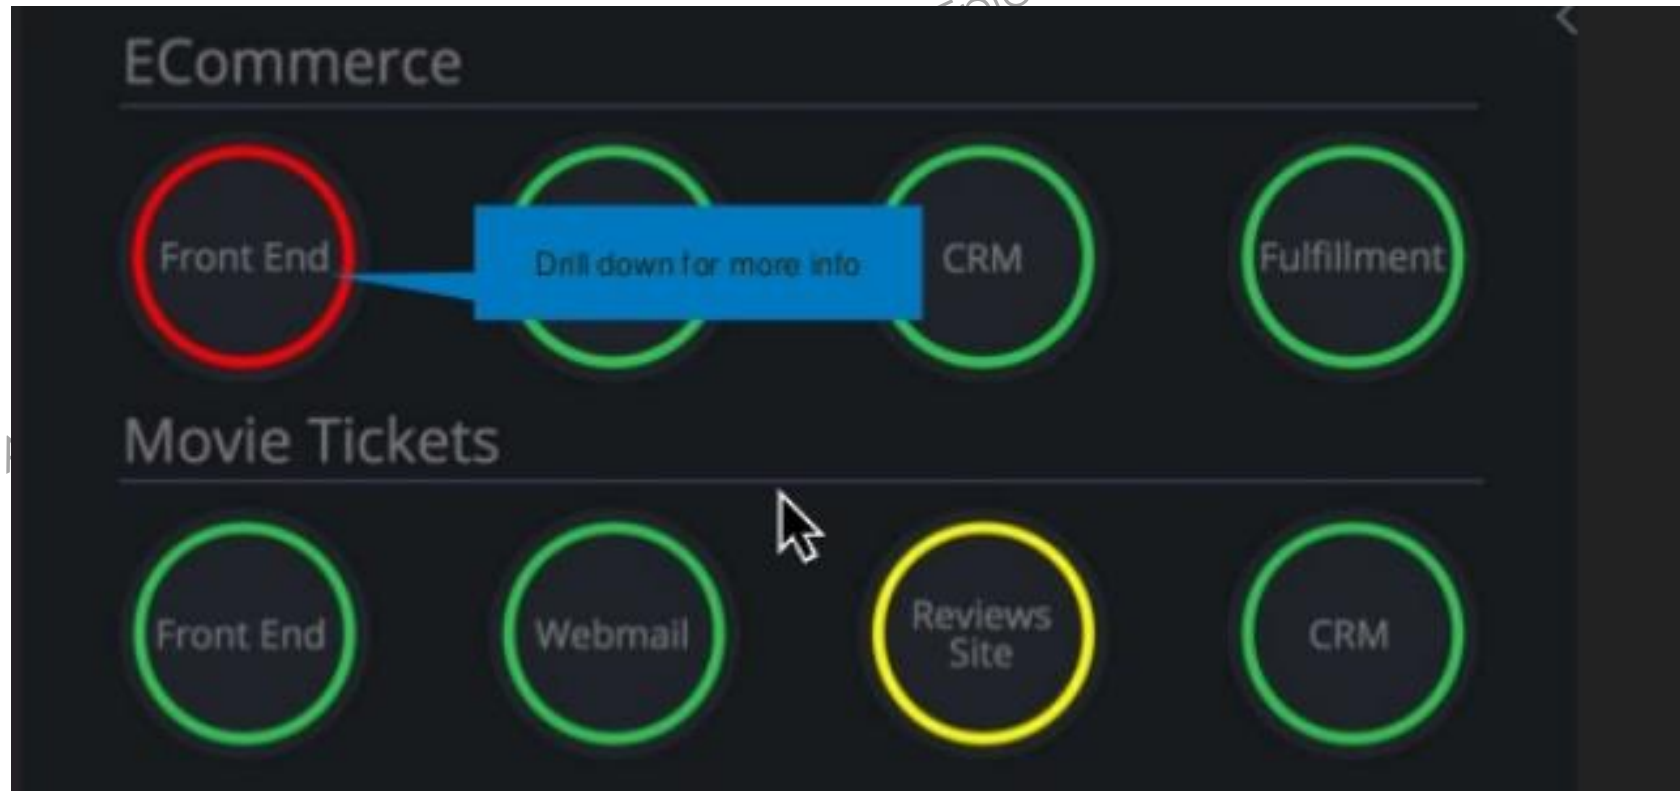 ECommerce
Front End
Drill down for more info
CRM
Fulfillment
Movie Tickets
Front End
Webmail
Reviews
Site
CRM